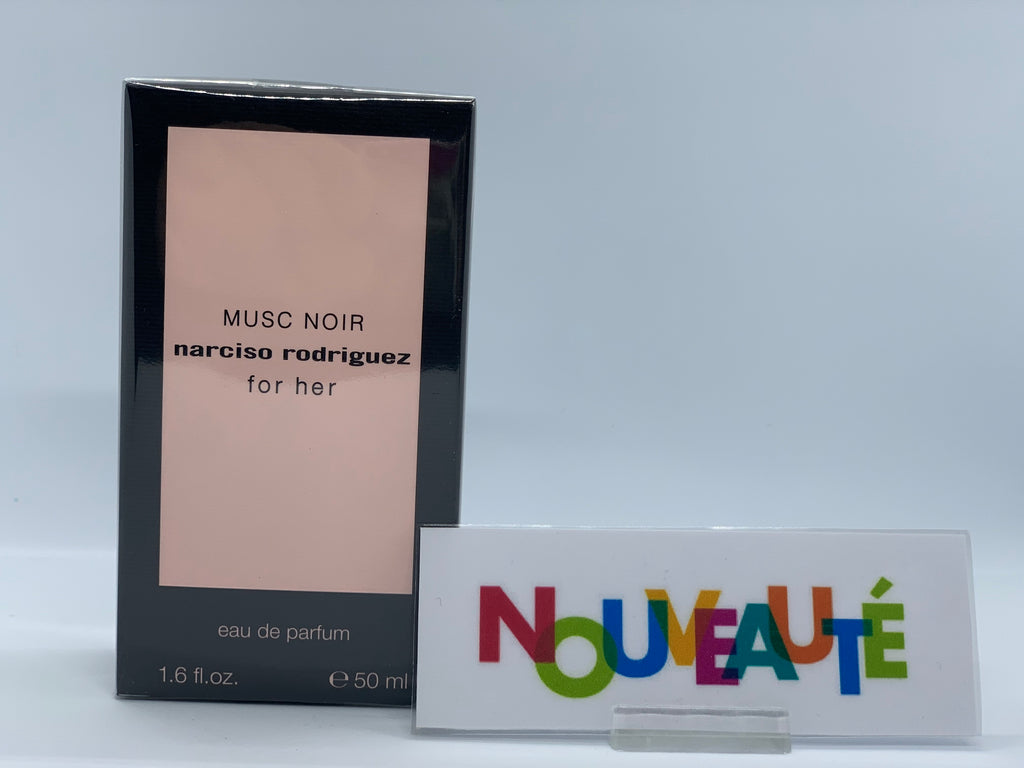 MUSC NOIR
narciso rodriguez
for her
eau de parfum
1.6 fl.oz. ℮ 50 ml
NOUVEAUTÉ